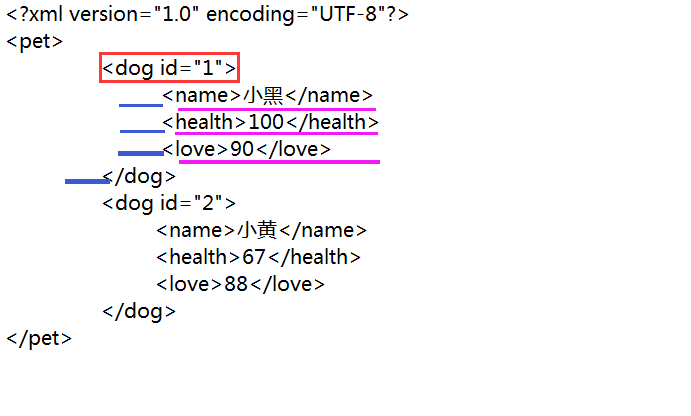 <?xml version="1.0" encoding="UTF-8"?>
<pet>
<dog id="1">
<name>小黑</name>
<health>100</health>
<love>90</love>
</dog>
<dog id="2">
<name>小黄</name>
<health>67</health>
<love>88</love>
</dog>
</pet>